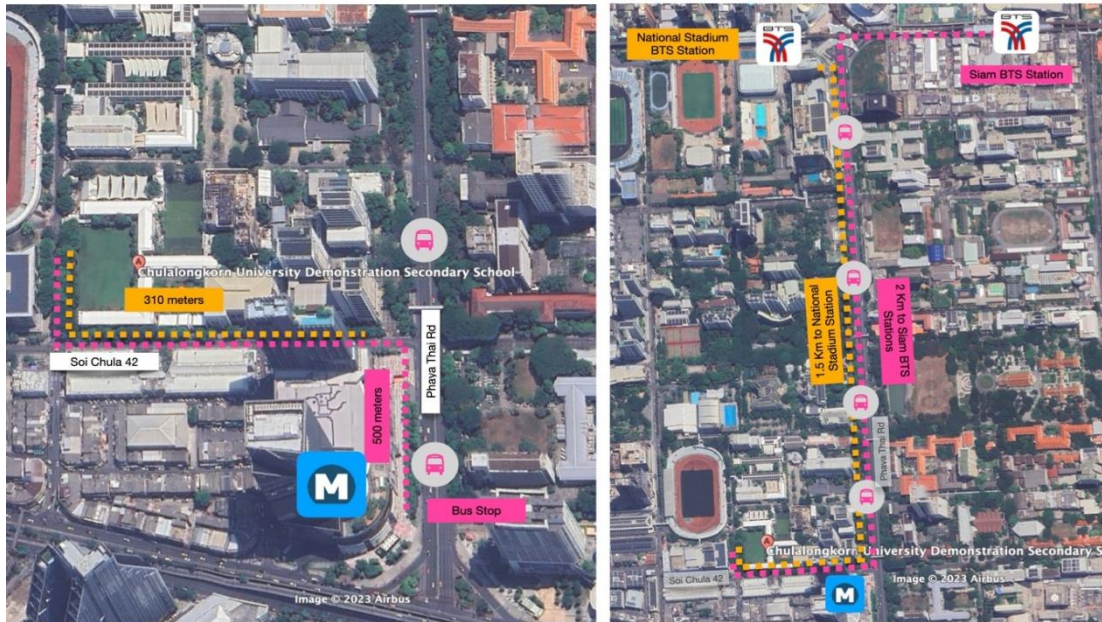 A
Chulalongkorn University Demonstration Secondary School
310 meters
Soi Chula 42
500 meters
Phaya Thai Rd
M
Bus Stop
Image © 2023 Airbus
National Stadium
BTS Station
BTS
BTS
Siam BTS Station
1.5 Km to National
Stadium Station
2 Km to Siam BTS
Stations
Phaya Thai Rd
A
Chulalongkorn University Demonstration Secondary S
Soi Chula 42
M
Image © 2023 Airbus